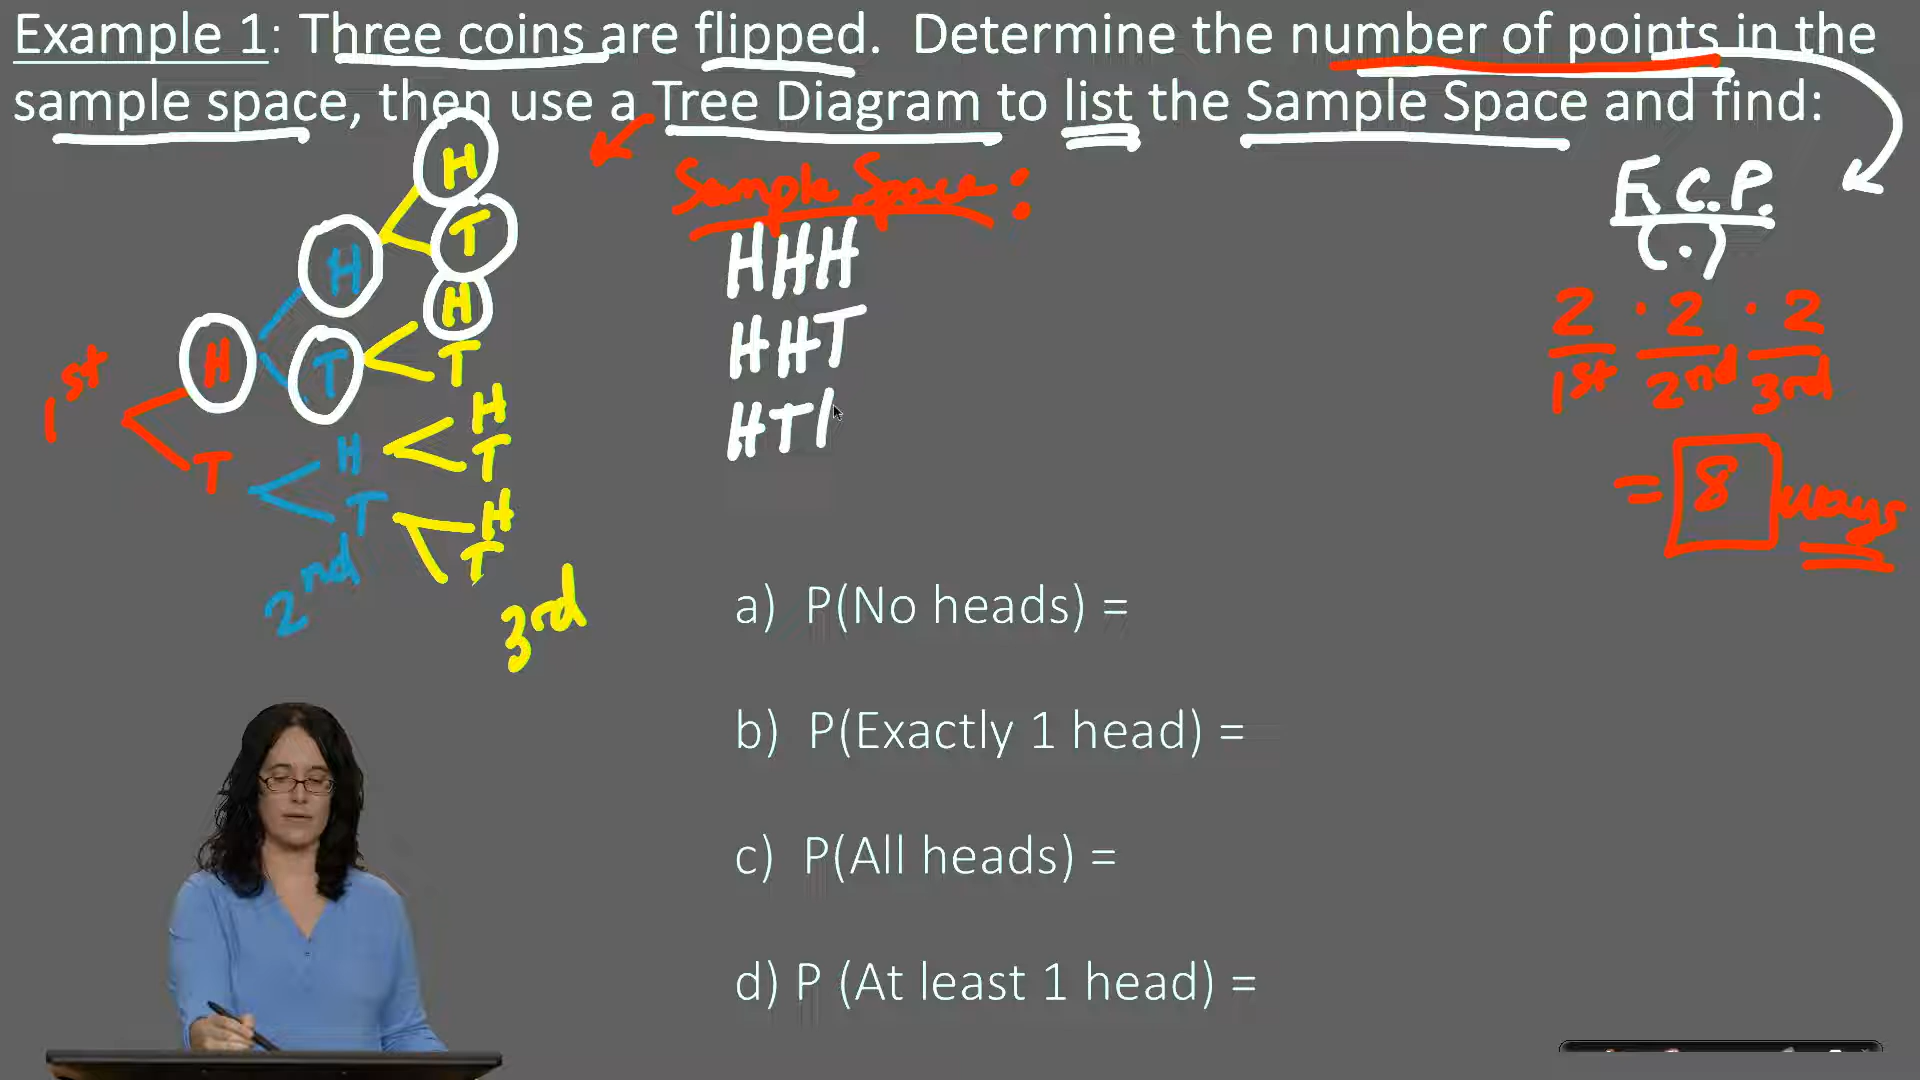 Example 1: Three coins are flipped. Determine the number of points in the
sample space, then use a Tree Diagram to list the Sample Space and find:
1st
H
T
2nd
H
T
H
T
3rd
H
T
H
T
H
T
H
T
Sample Space:
HHH
HHT
HT
F.C.P.
(·)
2 · 2 · 2
1st 2nd 3rd
= 8 ways
a) P(No heads) =
b) P(Exactly 1 head) =
c) P(All heads) =
d) P (At least 1 head) =